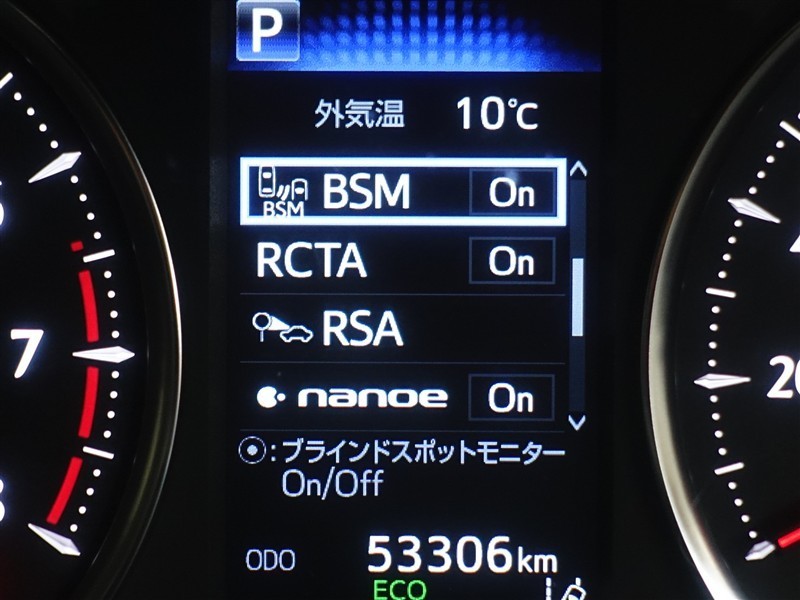 P
外気温 10℃
BSM BSM On
RCTA On
RSA
nanoe On
:ブラインドスポットモニター
On/Off
ODO 53306km
ECO
7